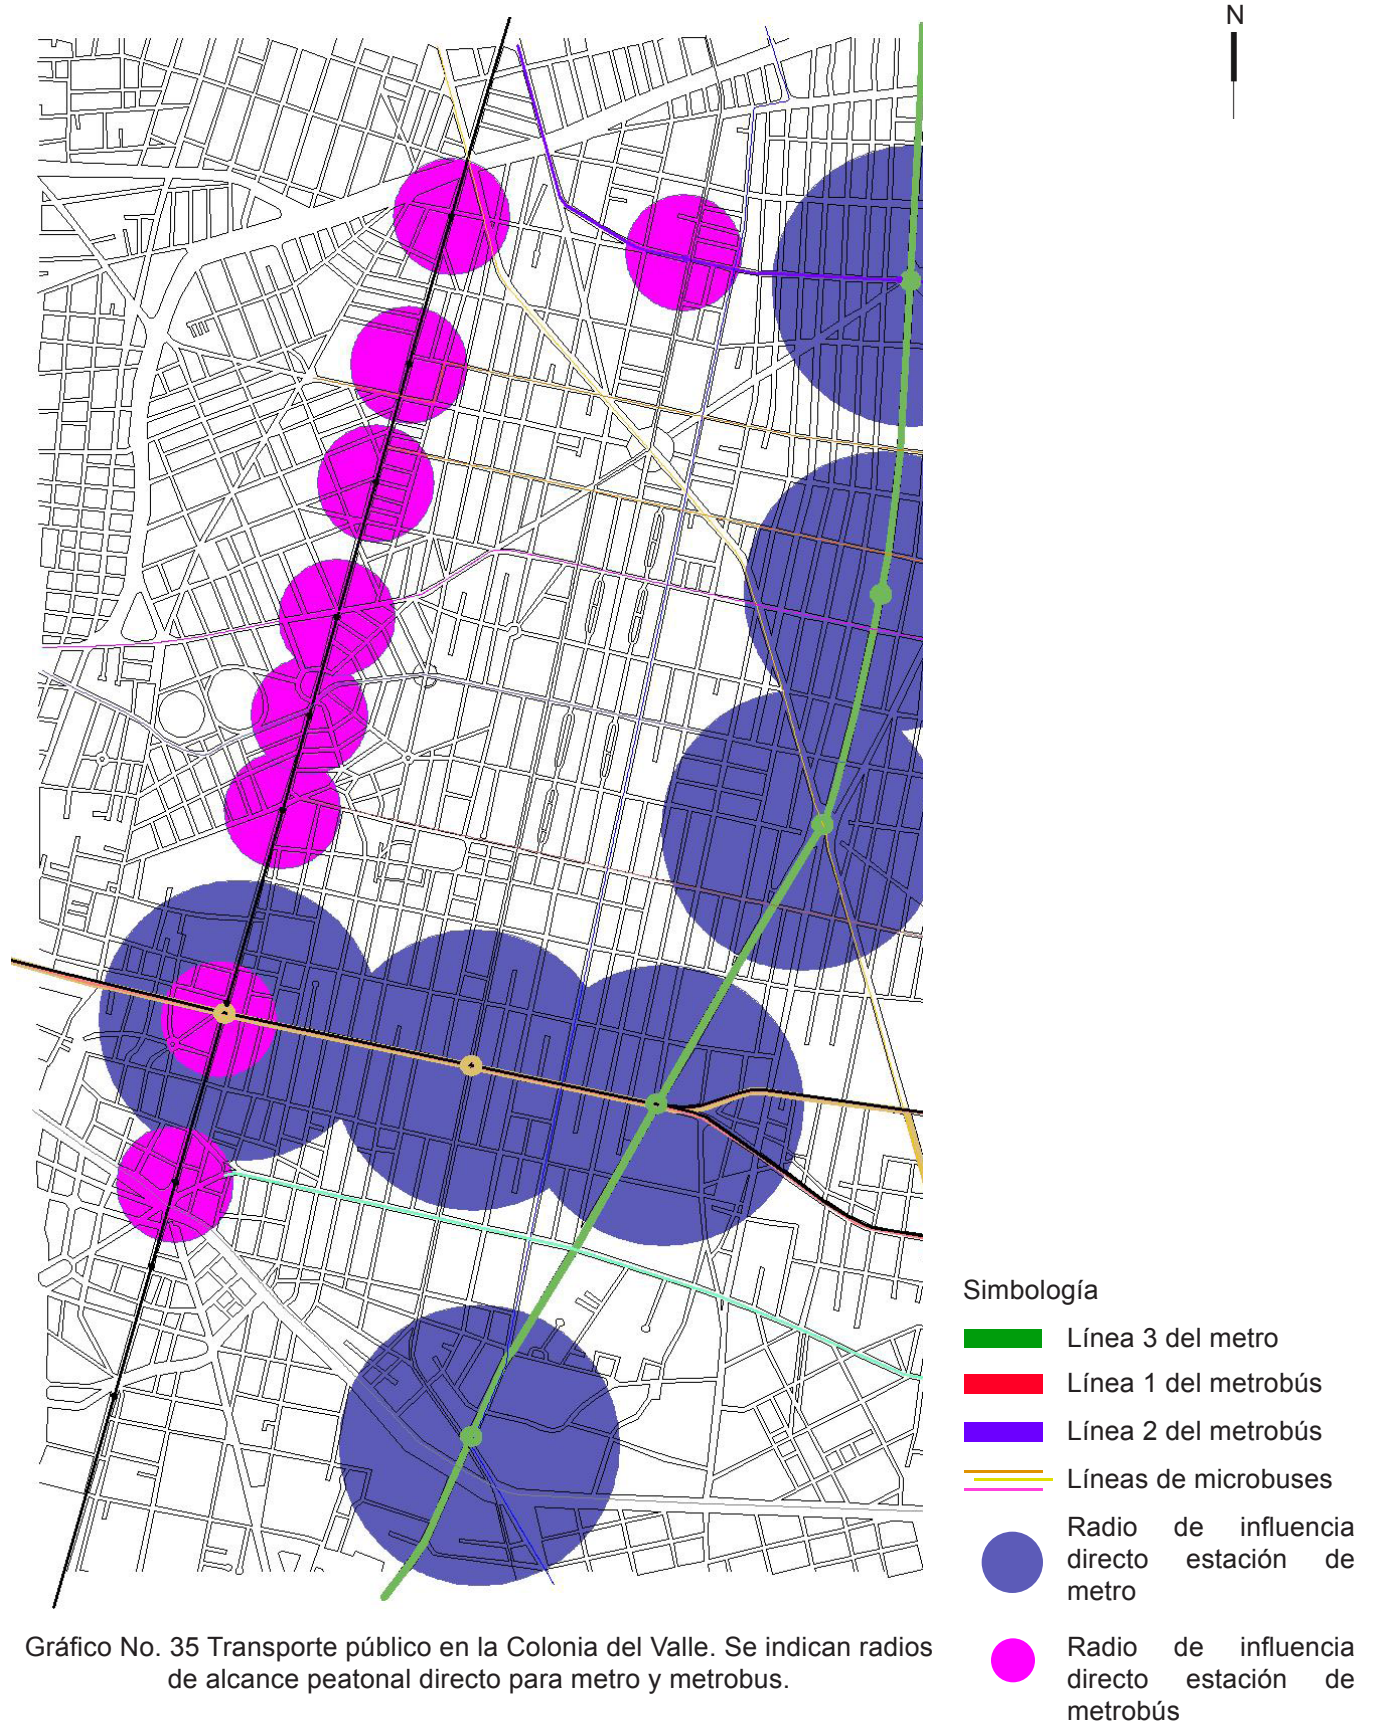 N
Simbología
Línea 3 del metro
Línea 1 del metrobús
Línea 2 del metrobús
Líneas de microbuses
Radio de influencia
directo estación de
metro
Radio de influencia
directo estación de
metrobús
Gráfico No. 35 Transporte público en la Colonia del Valle. Se indican radios
de alcance peatonal directo para metro y metrobus.